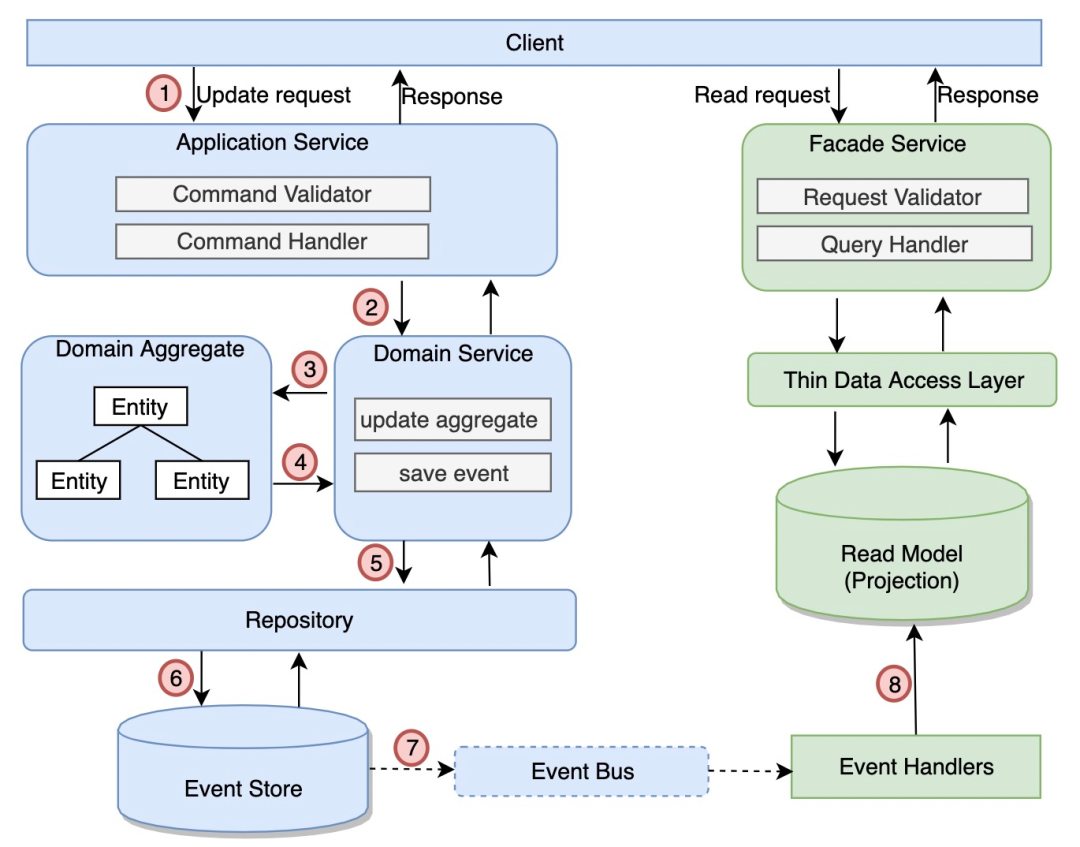 Client
1
Update request
Response
Read request
Response
Application Service
Command Validator
Command Handler
Facade Service
Request Validator
Query Handler
2
Domain Aggregate
Entity
Entity
Entity
3
4
Domain Service
update aggregate
save event
Thin Data Access Layer
5
Repository
Read Model
(Projection)
6
8
Event Store
7
Event Bus
Event Handlers